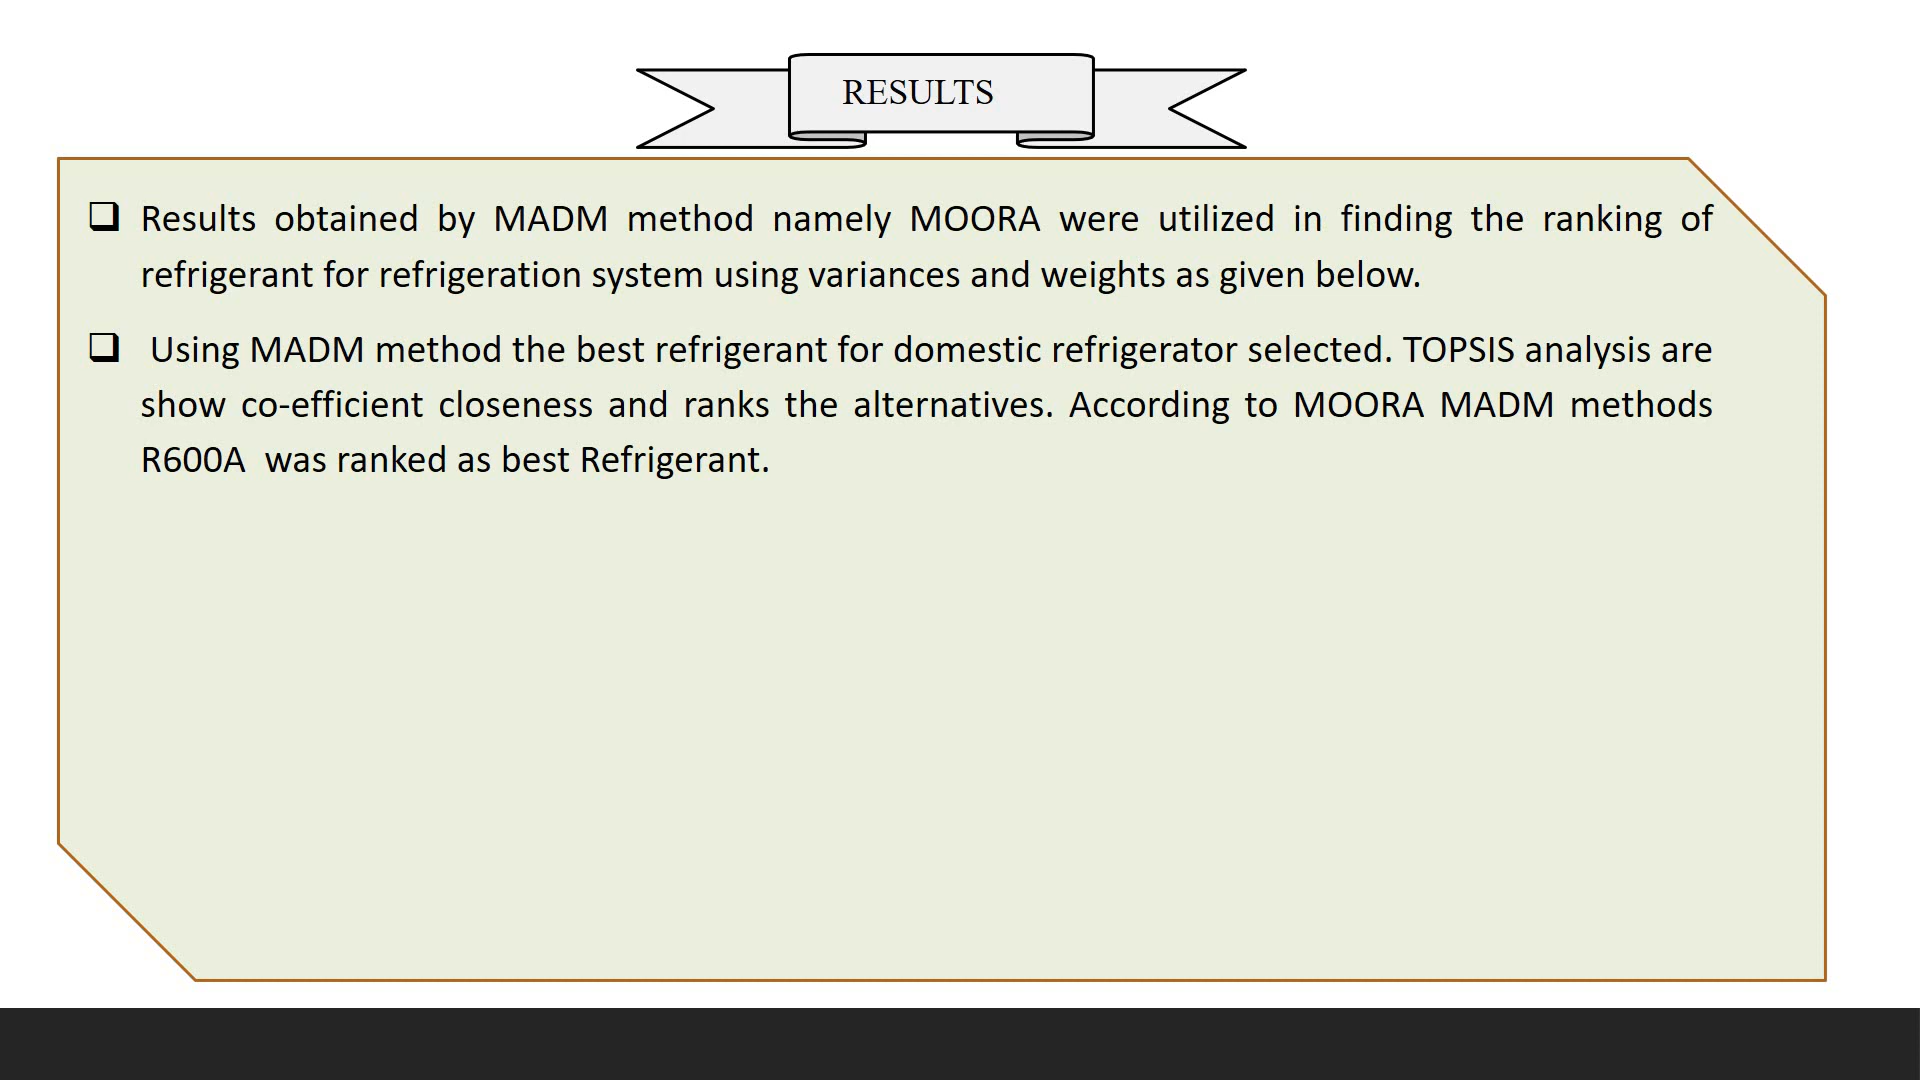 RESULTS
Results obtained by MADM method namely MOORA were utilized in finding the ranking of
refrigerant for refrigeration system using variances and weights as given below.
Using MADM method the best refrigerant for domestic refrigerator selected. TOPSIS analysis are
show co-efficient closeness and ranks the alternatives. According to MOORA MADM methods
R600A was ranked as best Refrigerant.